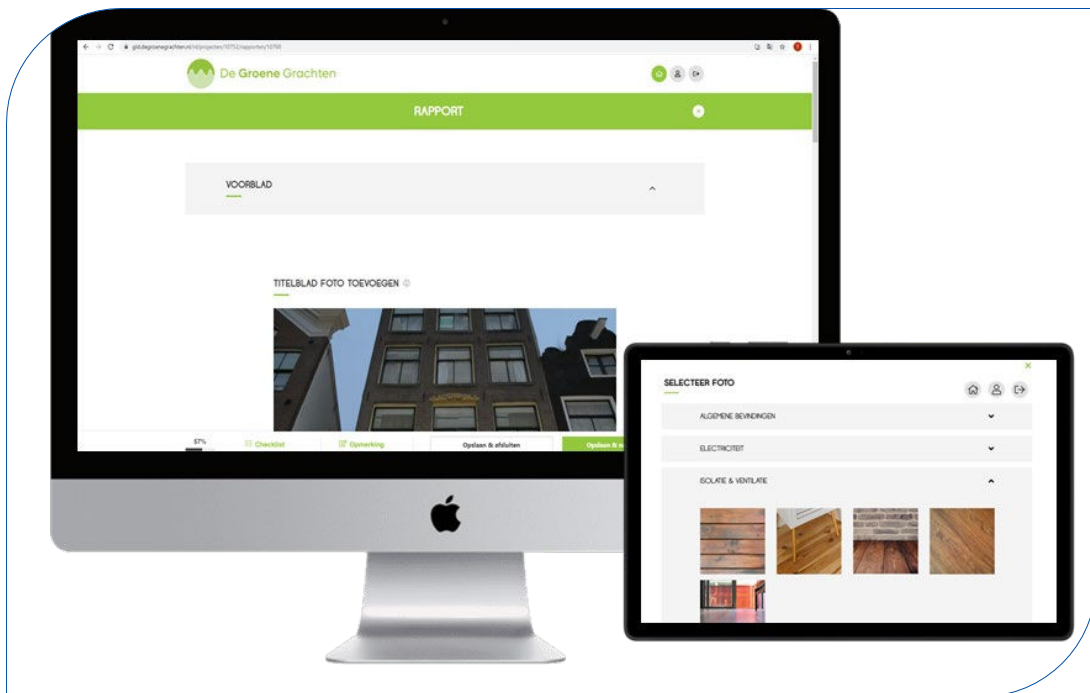 De Groene Grachten
RAPPORT
VOORBLAD
TITELBLAD FOTO TOEVOEGEN
57%
Checklist
Opmerking
Opslaan & afsluiten
Opslaan &
SELECTEER FOTO
ALGEMENE BEVINDINGEN
ELECTRICITEIT
ISOLATIE & VENTILATIE